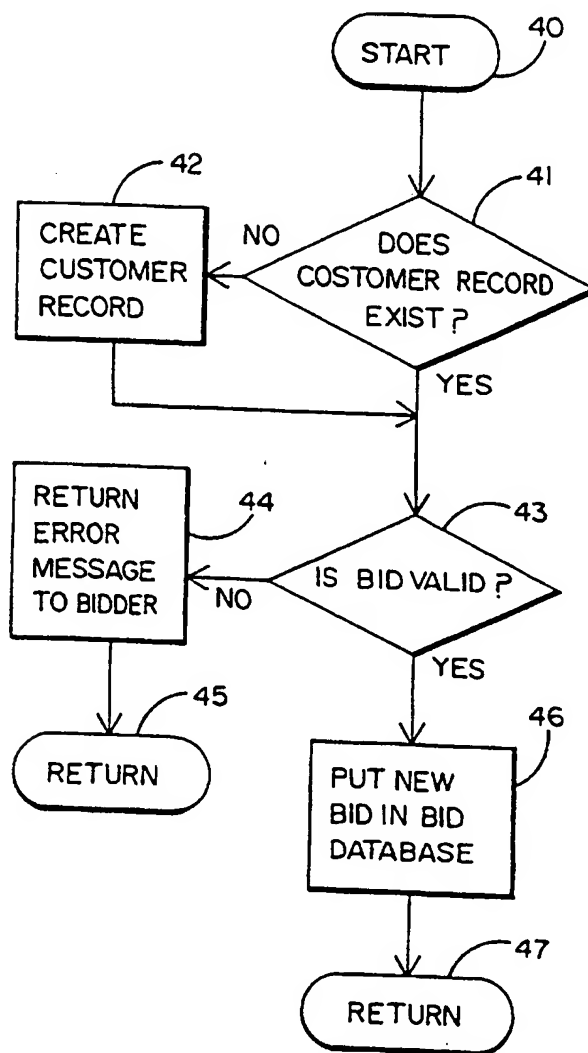 START
40
41
42
CREATE
CUSTOMER
RECORD
NO
DOES
COSTOMER RECORD
EXIST?
YES
RETURN
ERROR
MESSAGE
TO BIDDER
44
43
IS BID VALID?
NO
YES
45
RETURN
46
PUT NEW
BID IN BID
DATABASE
47
RETURN